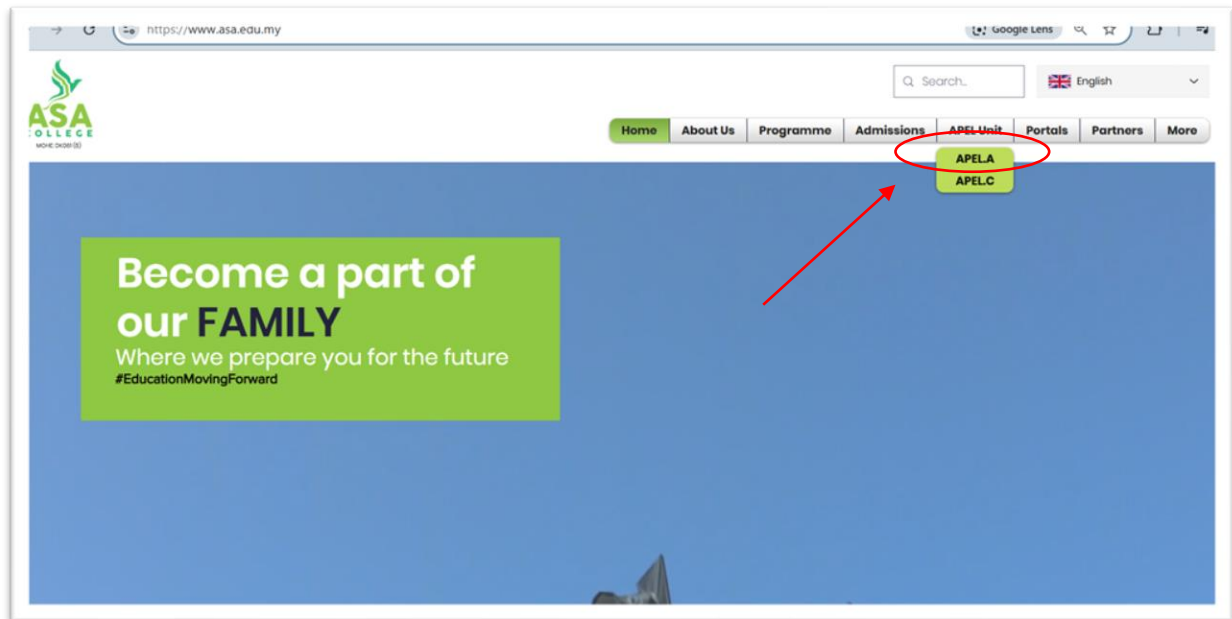 https://www.asa.edu.my
Google Lens
ASA
COLLEGE
Search..
English
Home About Us Programme Admissions APEL Unit Portals Partners More
APEL.A
APEL.C
Become a part of
our FAMILY
Where we prepare you for the future
#EducationMovingForward